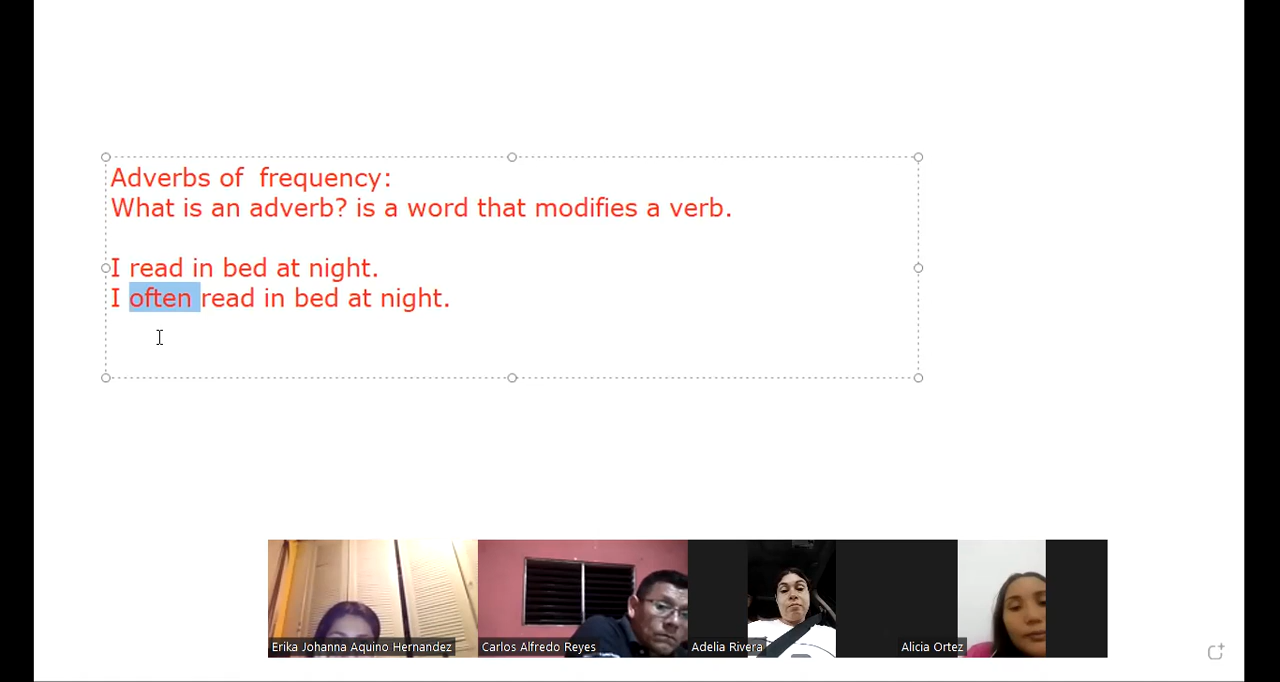 Adverbs of  frequency:
What is an adverb? is a word that modifies a verb.
I read in bed at night.
I often read in bed at night.
Erika Johanna Aquino Hernandez
Carlos Alfredo Reyes
Adelia Rivera
Alicia Ortez